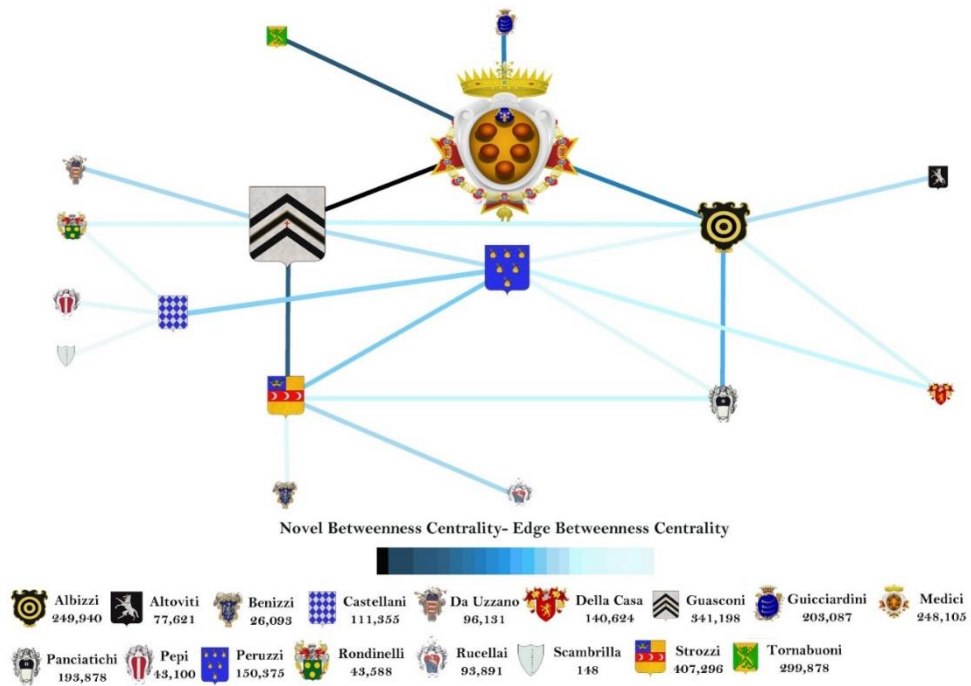 Novel Betweenness Centrality- Edge Betweenness Centrality
Albizzi Altoviti Benizzi Castellani Da Uzzano Della Casa Guasconi Guicciardini Medici
249,940 77,621 26,093 111,355 96,131 140,624 341,198 203,087 248,105
Panciatichi Pepi Peruzzi Rondinelli Rucellai Scambrilla Strozzi Tornabuoni
193,878 43,100 150,375 43,588 93,891 148 407,296 299,878